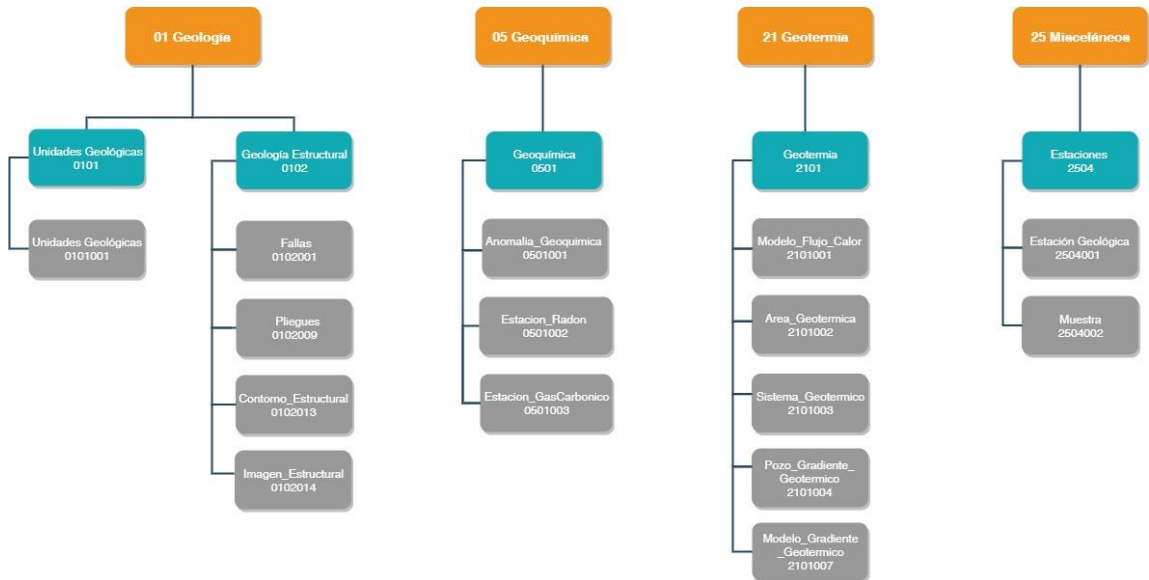 01 Geología
Unidades Geológicas
0101
Unidades Geológicas
0101001
Geología Estructural
0102
Fallas
0102001
Pliegues
0102009
Contorno_Estructural
0102013
Imagen_Estructural
0102014
05 Geoquímica
Geoquímica
0501
Anomalia_Geoquimica
0501001
Estacion_Radon
0501002
Estacion_GasCarbonico
0501003
21 Geotermia
Geotermia
2101
Modelo_Flujo_Calor
2101001
Area_Geotermica
2101002
Sistema_Geotermico
2101003
Pozo_Gradiente_
Geotermico
2101004
Modelo_Gradiente
_Geotermico
2101007
25 Misceláneos
Estaciones
2504
Estación Geológica
2504001
Muestra
2504002